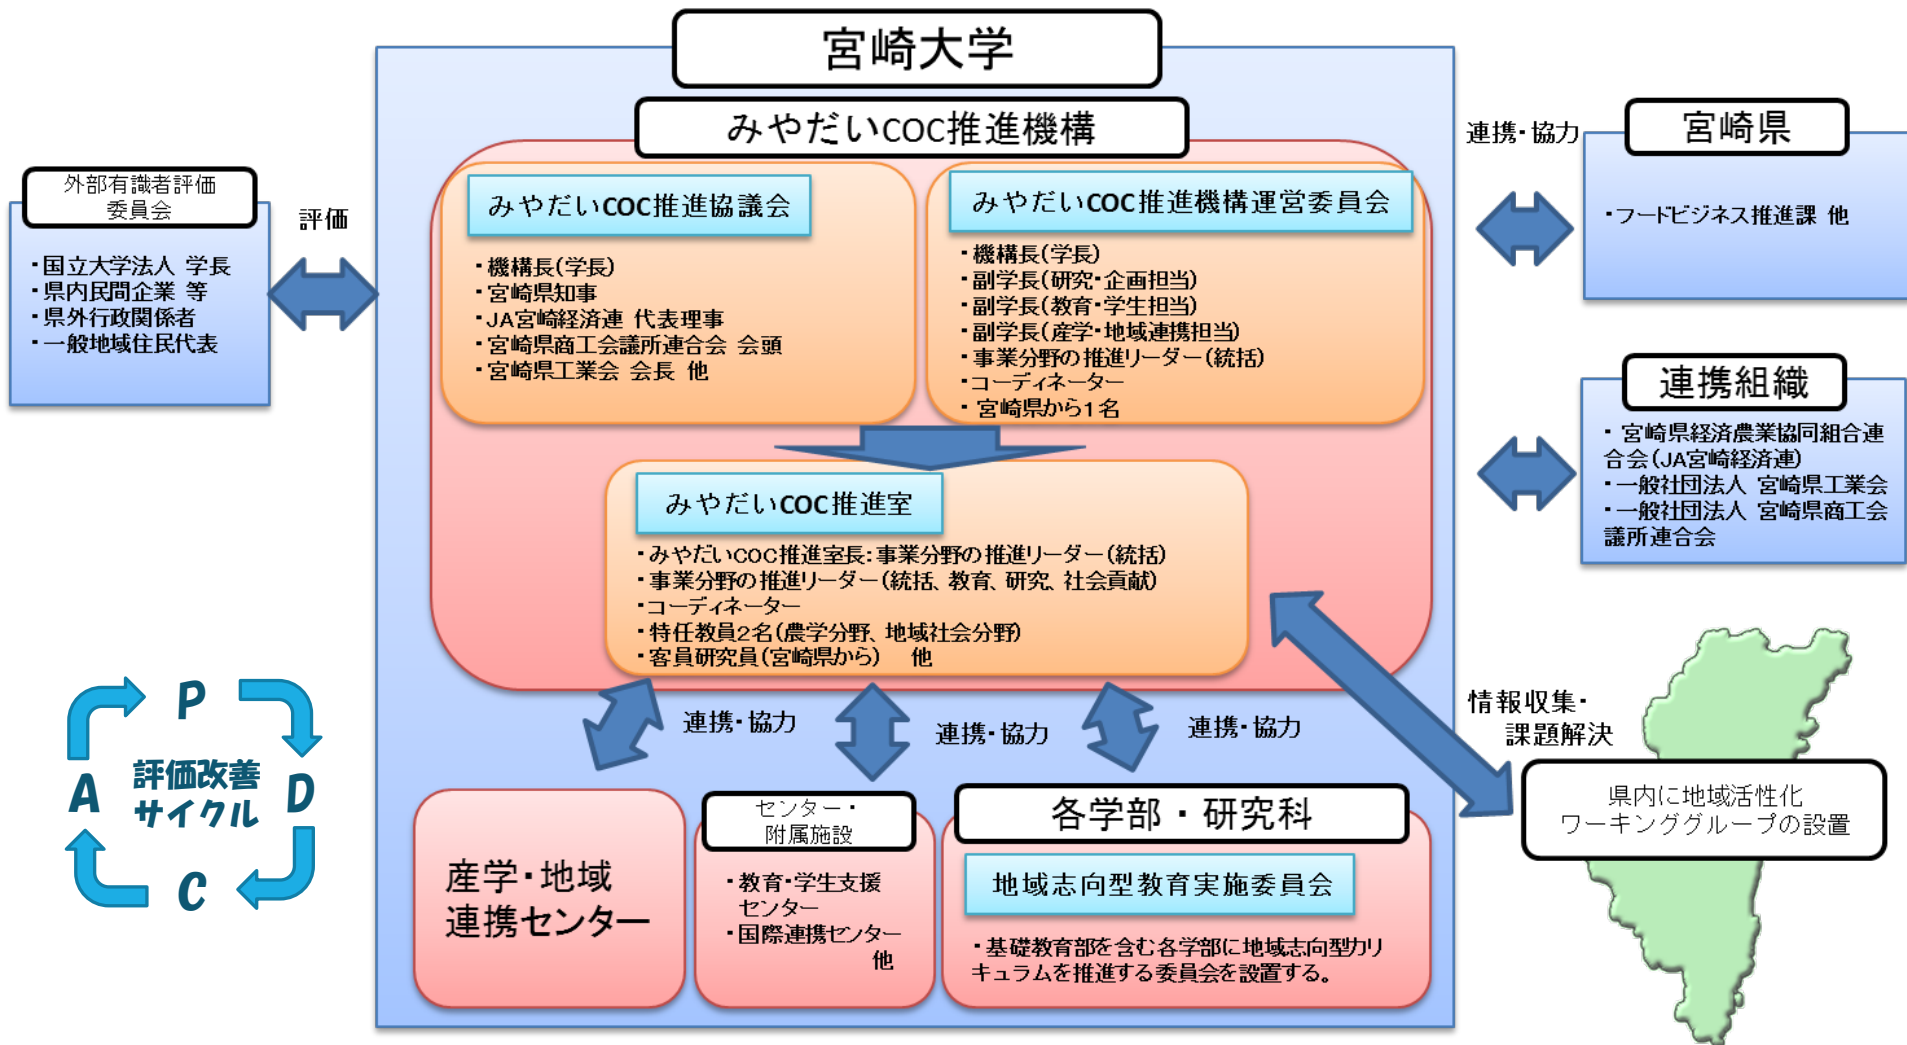 宮崎大学
みやだいCOC推進機構
外部有識者評価
委員会
・国立大学法人 学長
・県内民間企業 等
・県外行政関係者
・一般地域住民代表
評価
みやだいCOC推進協議会
・機構長(学長)
・宮崎県知事
・JA宮崎経済連 代表理事
・宮崎県商工会議所連合会 会頭
・宮崎県工業会 会長 他
みやだいCOC推進機構運営委員会
・機構長(学長)
・副学長(研究・企画担当)
・副学長(教育・学生担当)
・副学長(産学・地域連携担当)
・事業分野の推進リーダー(統括)
・コーディネーター
・宮崎県から1名
みやだいCOC推進室
・みやだいCOC推進室長:事業分野の推進リーダー(統括)
・事業分野の推進リーダー(統括、教育、研究、社会貢献)
・コーディネーター
・特任教員2名(農学分野、地域社会分野)
・客員研究員(宮崎県から) 他
連携・協力
宮崎県
・フードビジネス推進課 他
連携組織
・宮崎県経済農業協同組合連
合会(JA宮崎経済連)
・一般社団法人 宮崎県工業会
・一般社団法人 宮崎県商工会
議所連合会
情報収集・
課題解決
県内に地域活性化
ワーキンググループの設置
P
D
C
A
評価改善
サイクル
連携・協力
連携・協力
連携・協力
産学・地域
連携センター
センター・
附属施設
・教育・学生支援
センター
・国際連携センター
他
各学部・研究科
地域志向型教育実施委員会
・基礎教育部を含む各学部に地域志向型カリ
キュラムを推進する委員会を設置する。